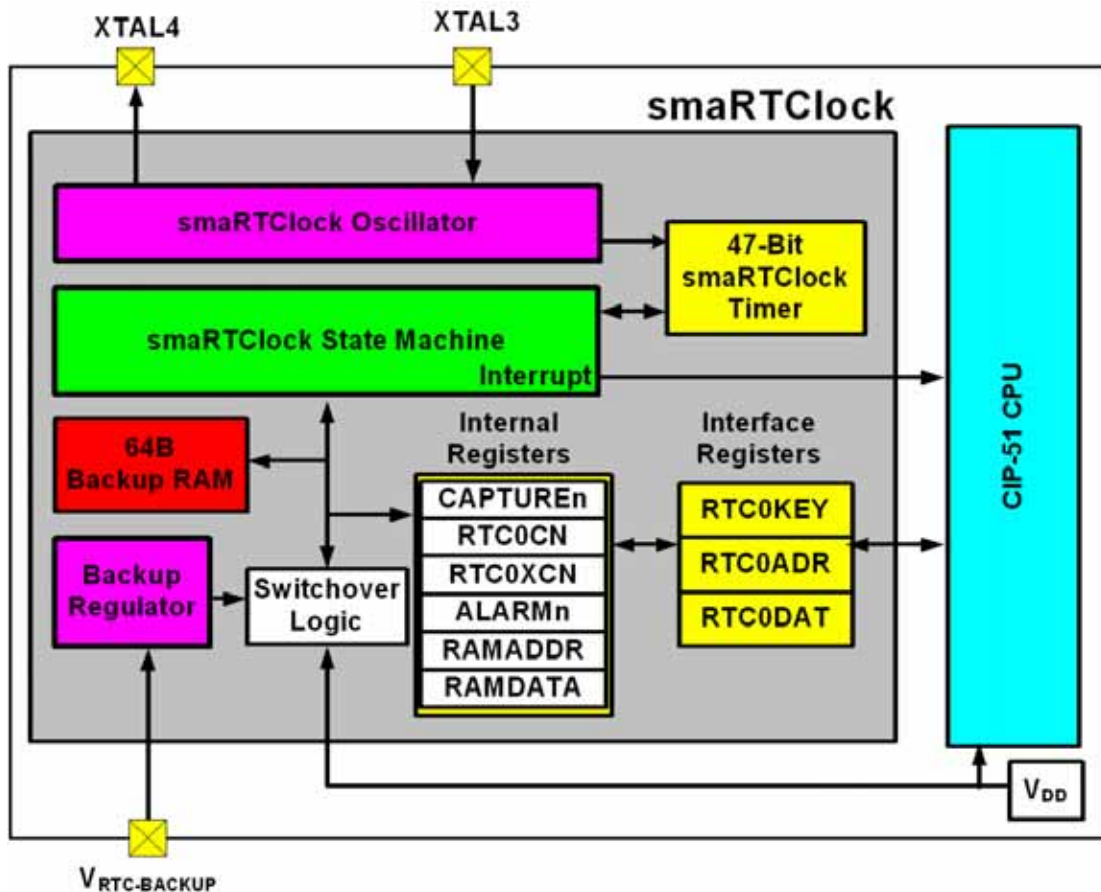 XTAL4
XTAL3
smaRTClock
smaRTClock Oscillator
47-Bit
smaRTClock
Timer
smaRTClock State Machine
Interrupt
CIP-51 CPU
64B
Backup RAM
Internal
Registers
Interface
Registers
CAPTUREn
RTC0CN
RTC0XCN
ALARMn
RAMADDR
RAMDATA
RTC0KEY
RTC0ADR
RTC0DAT
Backup
Regulator
Switchover
Logic
VDD
VRTC-BACKUP